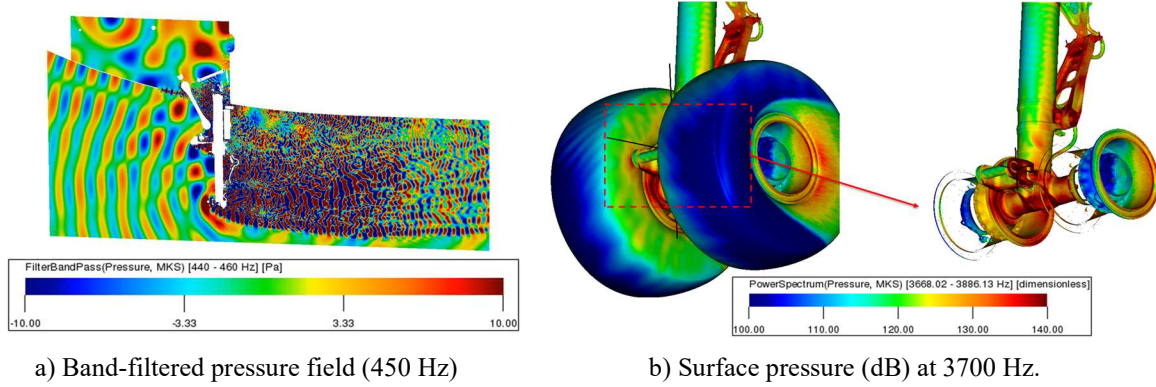 FilterBandPass(Pressure, MKS) [440 - 460 Hz] [Pa]
-10.00 -3.33 3.33 10.00
PowerSpectrum(Pressure, MKS) [3668.02 - 3886.13 Hz] [dimensionless]
100.00 110.00 120.00 130.00 140.00
a) Band-filtered pressure field (450 Hz)
b) Surface pressure (dB) at 3700 Hz.